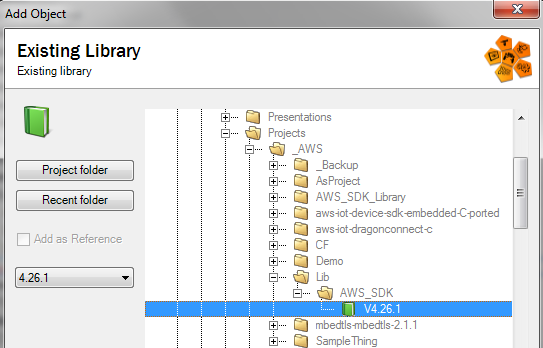 Add Object
Existing Library
Existing library
Project folder
Recent folder
Add as Reference
4.26.1
Presentations
Projects
_AWS
_Backup
AsProject
AWS_SDK_Library
aws-iot-device-sdk-embedded-C-ported
aws-iot-dragonconnect-c
CF
Demo
Lib
AWS_SDK
V4.26.1
mbedtls-mbedtls-2.1.1
SampleThing